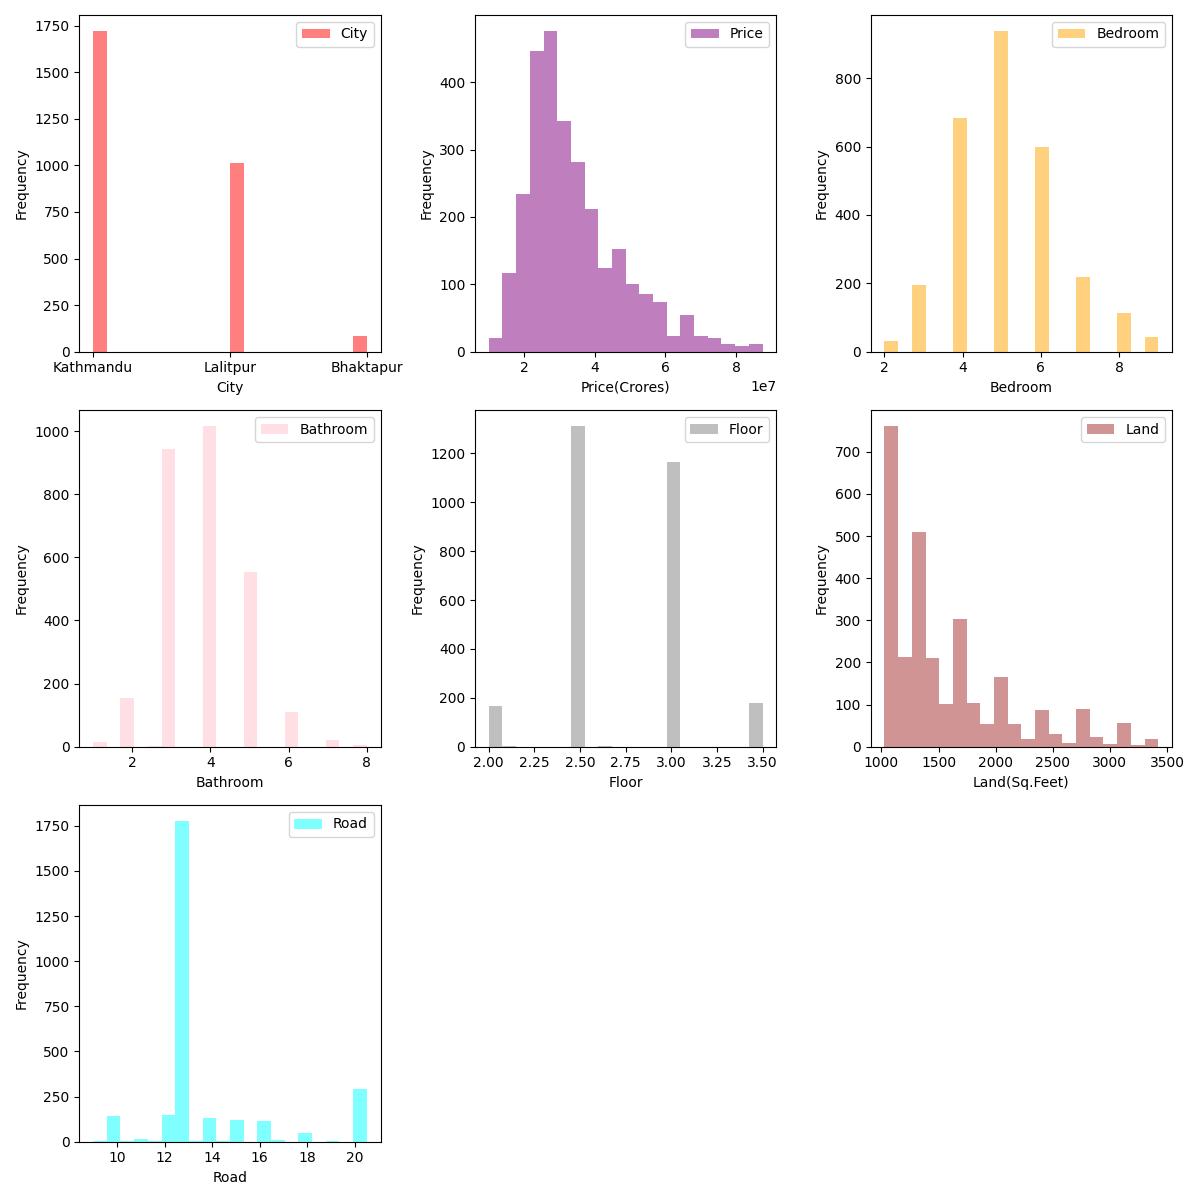 City
Frequency
1750
1500
1250
1000
750
500
250
0
Kathmandu Lalitpur Bhaktapur
City
Price
Frequency
400
300
200
100
0
2 4 6 8
1e7
Price(Crores)
Bedroom
Frequency
800
600
400
200
0
2 4 6 8
Bedroom
Bathroom
Frequency
1000
800
600
400
200
0
2 4 6 8
Bathroom
Floor
Frequency
1200
1000
800
600
400
200
0
2.00 2.25 2.50 2.75 3.00 3.25 3.50
Floor
Land
Frequency
700
600
500
400
300
200
100
0
1000 1500 2000 2500 3000 3500
Land(Sq.Feet)
Road
Frequency
1750
1500
1250
1000
750
500
250
0
10 12 14 16 18 20
Road